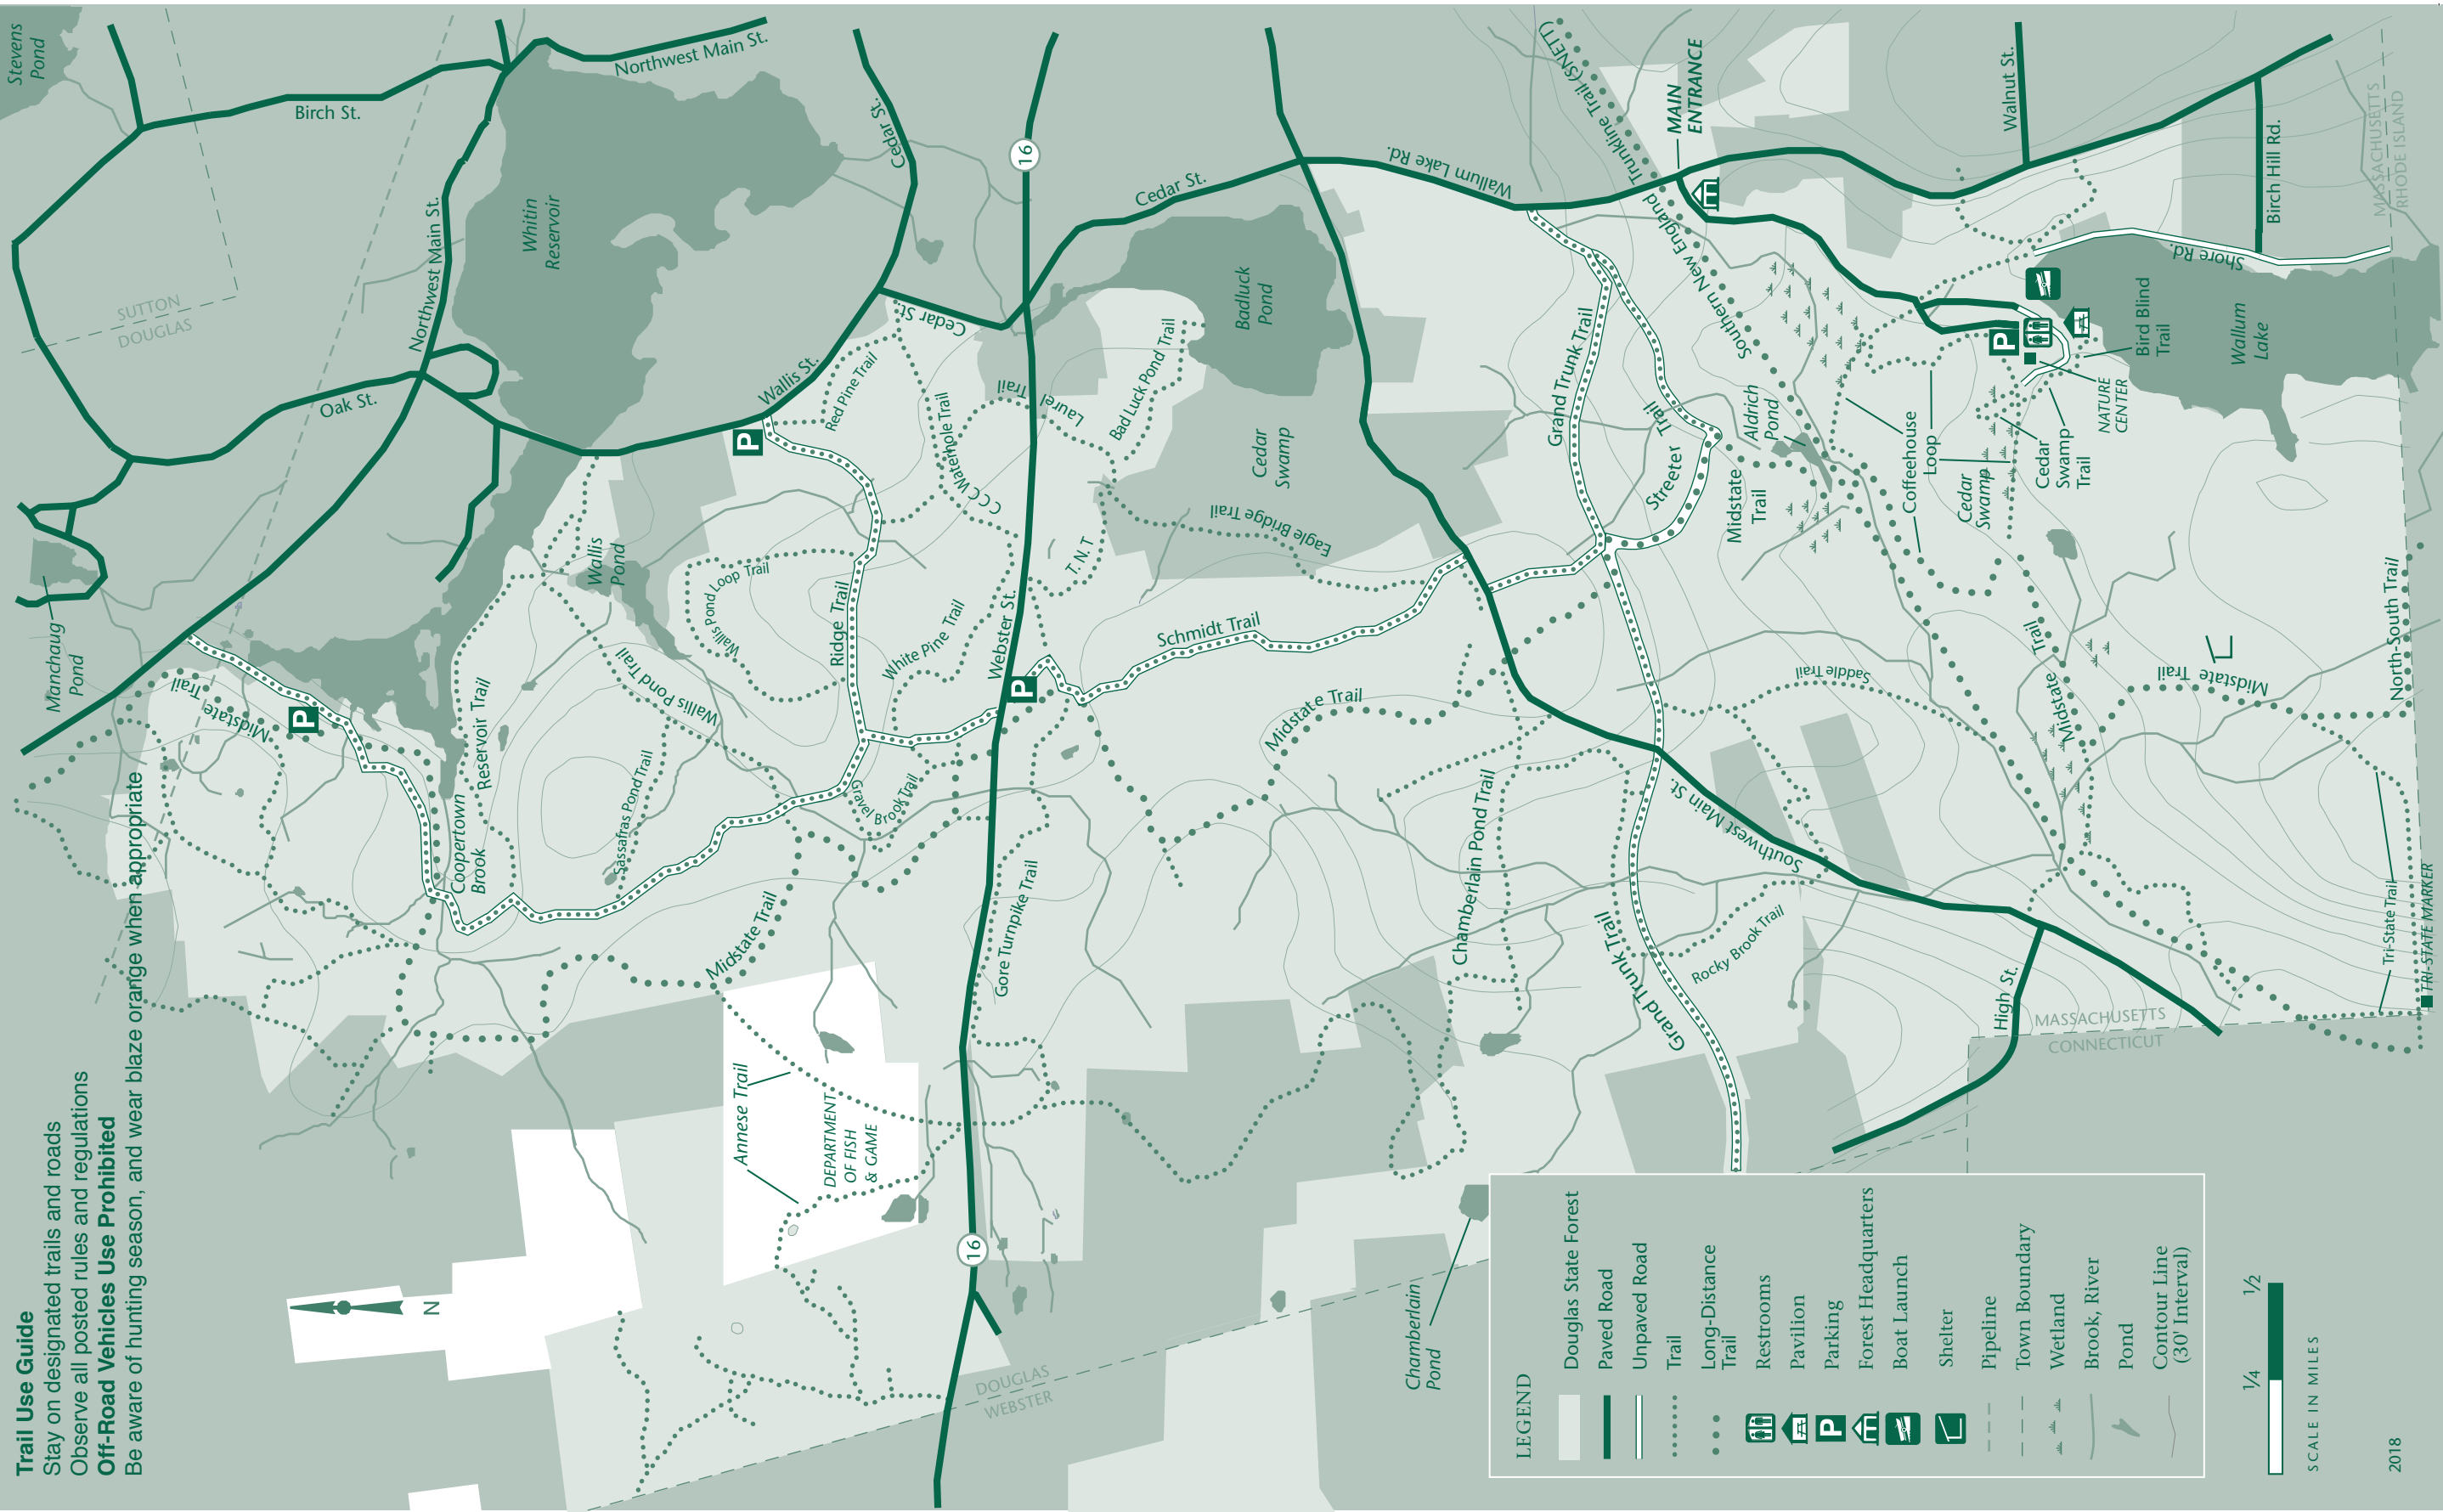 Trail Use Guide
Stay on designated trails and roads
Observe all posted rules and regulations
Off-Road Vehicles Use Prohibited
Be aware of hunting season, and wear blaze orange when appropriate
N
Stevens
Pond
Birch St.
Northwest Main St.
SUTTON
DOUGLAS
Northwest Main St.
Whitin
Reservoir
Oak St.
Manchaug
Pond
Cedar St.
16
Cedar St.
Cedar St.
Wallis St.
P
Red Pine Trail
CCC Waterhole Trail
Laurel Trail
Bad Luck Pond Trail
Badluck
Pond
Cedar
Swamp
Eagle Bridge Trail
T. N. T
Wallis
Pond
Wallis Pond Loop Trail
Ridge Trail
White Pine Trail
Webster St.
P
Schmidt Trail
Wallis Pond Trail
Reservoir Trail
Midstate Trail
P
Coopertown
Brook
Sassafras Pond Trail
Gravel Brook Trail
Midstate Trail
Midstate Trail
Gore Turnpike Trail
Annese Trail
DEPARTMENT
OF FISH
& GAME
16
DOUGLAS
WEBSTER
Chamberlain
Pond
Chamberlain Pond Trail
Wallum Lake Rd.
Southern New England Trunkline Trail (SNETT)
MAIN
ENTRANCE
Walnut St.
Birch Hill Rd.
MASSACHUSETTS
RHODE ISLAND
Shore Rd.
Wallum
Lake
Bird Blind
Trail
NATURE
CENTER
P
Cedar
Swamp
Trail
Cedar
Swamp
Coffeehouse
Loop
Aldrich
Pond
Grand Trunk Trail
Streeter Trail
Midstate
Trail
Midstate Trail
Midstate Trail
North-South Trail
Saddle Trail
Southwest Main St.
Grand Trunk Trail
Rocky Brook Trail
High St.
MASSACHUSETTS
CONNECTICUT
Tri-State Trail
TRI-STATE MARKER
LEGEND
Douglas State Forest
Paved Road
Unpaved Road
Trail
Long-Distance
Trail
Restrooms
Pavilion
P Parking
Forest Headquarters
Boat Launch
Shelter
Pipeline
Town Boundary
Wetland
Brook, River
Pond
Contour Line
(30' Interval)
¼ ½
SCALE IN MILES
2018